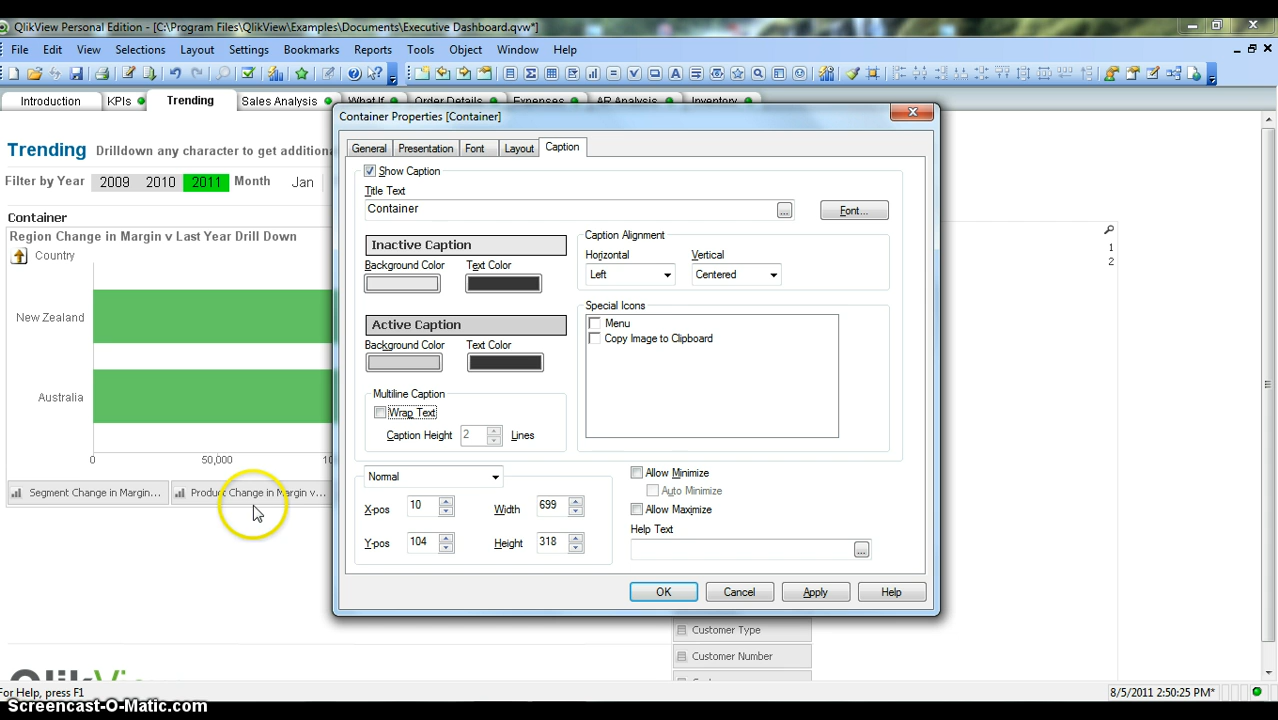 QlikView - [C:\Program Files\QlikView\Examples\Documents\Executive Dashboard.qvw*]
File Edit View Selections Layout Settings Bookmarks Reports Tools Object Window Help
Introduction KPIs Trending Sales Analysis What If Order Details Expenses AR Analysis Inventory
Container Properties [Container]
General Presentation Font Layout Caption
Trending Drilldown any character to get additiona
Filter by Year 2009 2010 2011 Month Jan
Container
Region Change in Margin v Last Year Drill Down
Country
New Zealand
Australia
0 50,000
Segment Change in Margin... Product Change in Margin v...
Show Caption
Title Text
Container
...
Font...
Inactive Caption
Background Color Text Color
Active Caption
Background Color Text Color
Multiline Caption
Wrap Text
Caption Height 2 Lines
Caption Alignment
Horizontal Vertical
Left Centered
Special Icons
Menu
Copy Image to Clipboard
Normal
X-pos 10 Width 699
Y-pos 104 Height 318
Allow Minimize
Auto Minimize
Allow Maximize
Help Text
...
OK Cancel Apply Help
1
2
Customer Type
Customer Number
QlikView
For Help, press F1
8/5/2011 2:50:25 PM*
Screencast-O-Matic.com